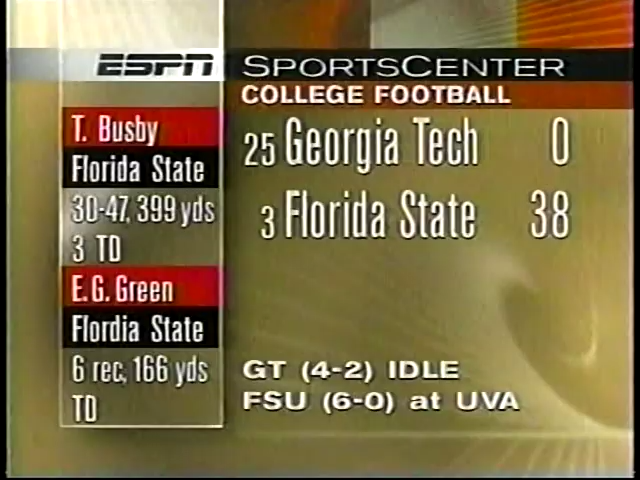 ESPN SPORTSCENTER
COLLEGE FOOTBALL
T. Busby
Florida State
30-47, 399 yds
3 TD
E.G. Green
Flordia State
6 rec, 166 yds
TD
25 Georgia Tech 0
3 Florida State 38
GT (4-2) IDLE
FSU (6-0) at UVA